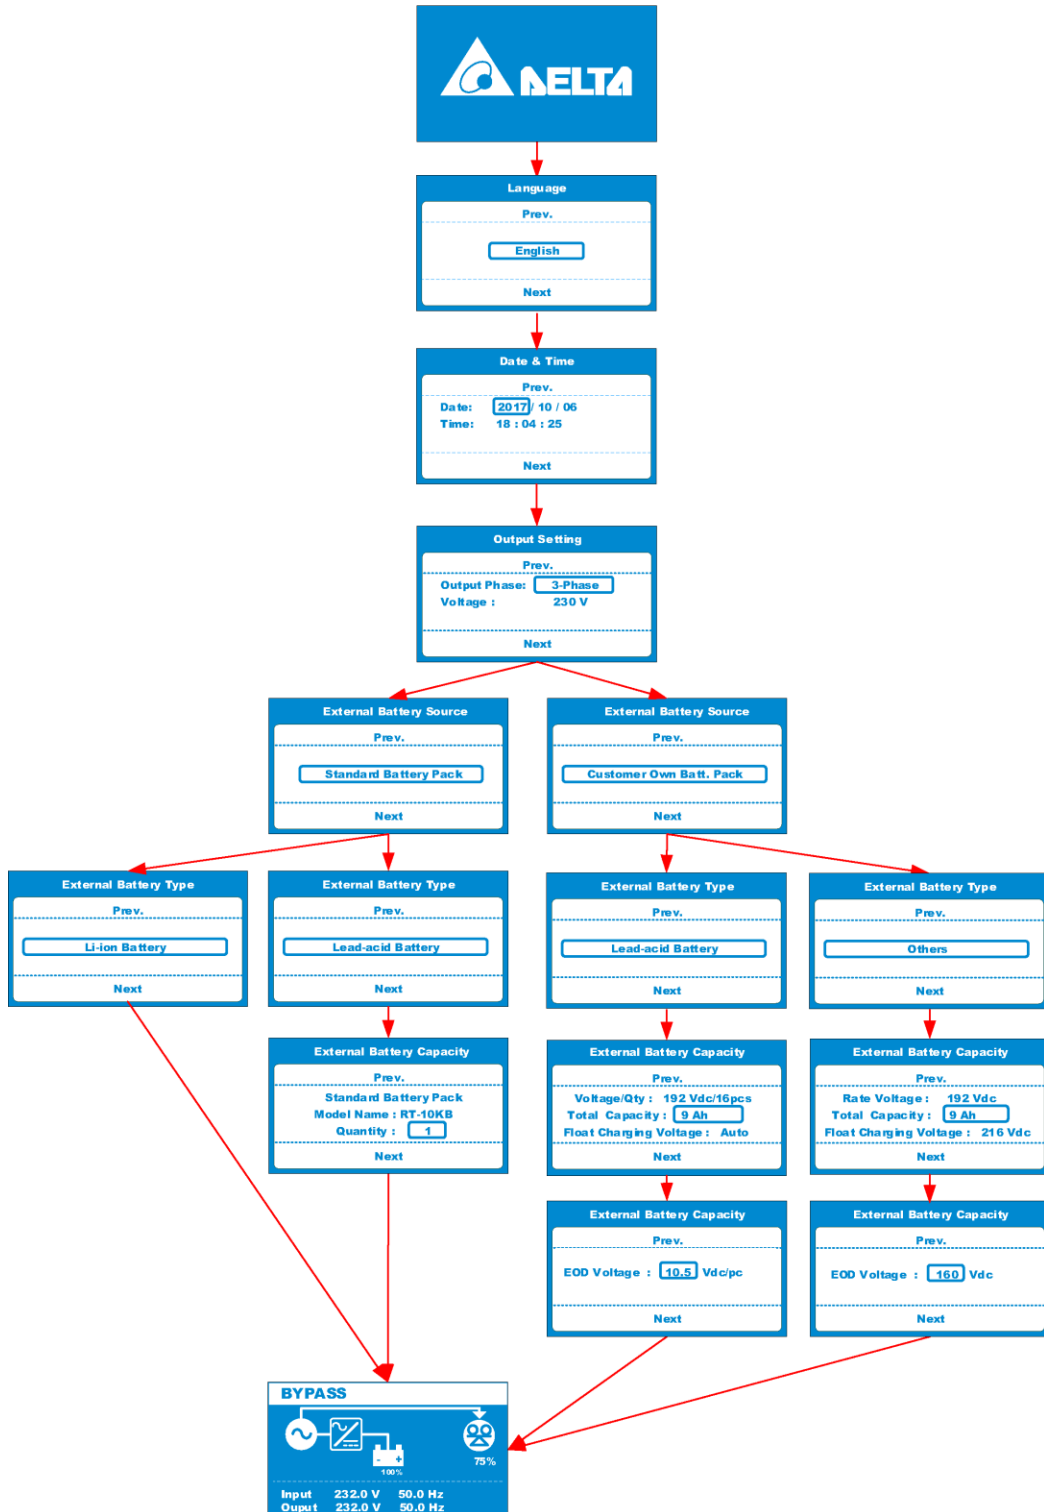 DELTA
Language
Prev.
English
Next
Date & Time
Prev.
Date: 2017 / 10 / 06
Time: 18 : 04 : 25
Next
Output Setting
Prev.
Output Phase: 3-Phase
Voltage : 230 V
Next
External Battery Source
Prev.
Standard Battery Pack
Next
External Battery Source
Prev.
Customer Own Batt. Pack
Next
External Battery Type
Prev.
Li-ion Battery
Next
External Battery Type
Prev.
Lead-acid Battery
Next
External Battery Type
Prev.
Lead-acid Battery
Next
External Battery Type
Prev.
Others
Next
External Battery Capacity
Prev.
Standard Battery Pack
Model Name : RT-10KB
Quantity : 1
Next
External Battery Capacity
Prev.
Voltage/Qty : 192 Vdc/16pcs
Total Capacity : 9 Ah
Float Charging Voltage : Auto
Next
External Battery Capacity
Prev.
Rate Voltage : 192 Vdc
Total Capacity : 9 Ah
Float Charging Voltage : 216 Vdc
Next
External Battery Capacity
Prev.
EOD Voltage : 10.5 Vdc/pc
Next
External Battery Capacity
Prev.
EOD Voltage : 160 Vdc
Next
BYPASS
75%
100%
Input 232.0 V 50.0 Hz
Ouput 232.0 V 50.0 Hz